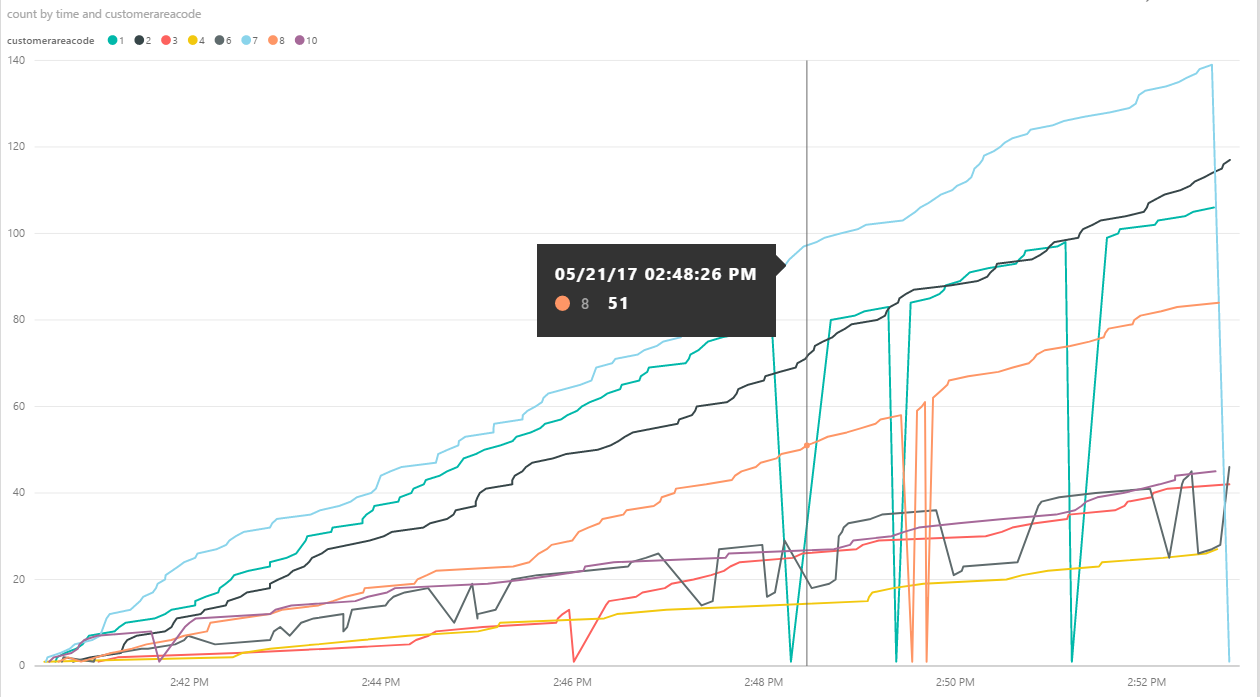 count by time and customerareacode
customerareacode 1 2 3 4 6 7 8 10
140
120
100
80
60
40
20
0
05/21/17 02:48:26 PM
8 51
2:42 PM 2:44 PM 2:46 PM 2:48 PM 2:50 PM 2:52 PM